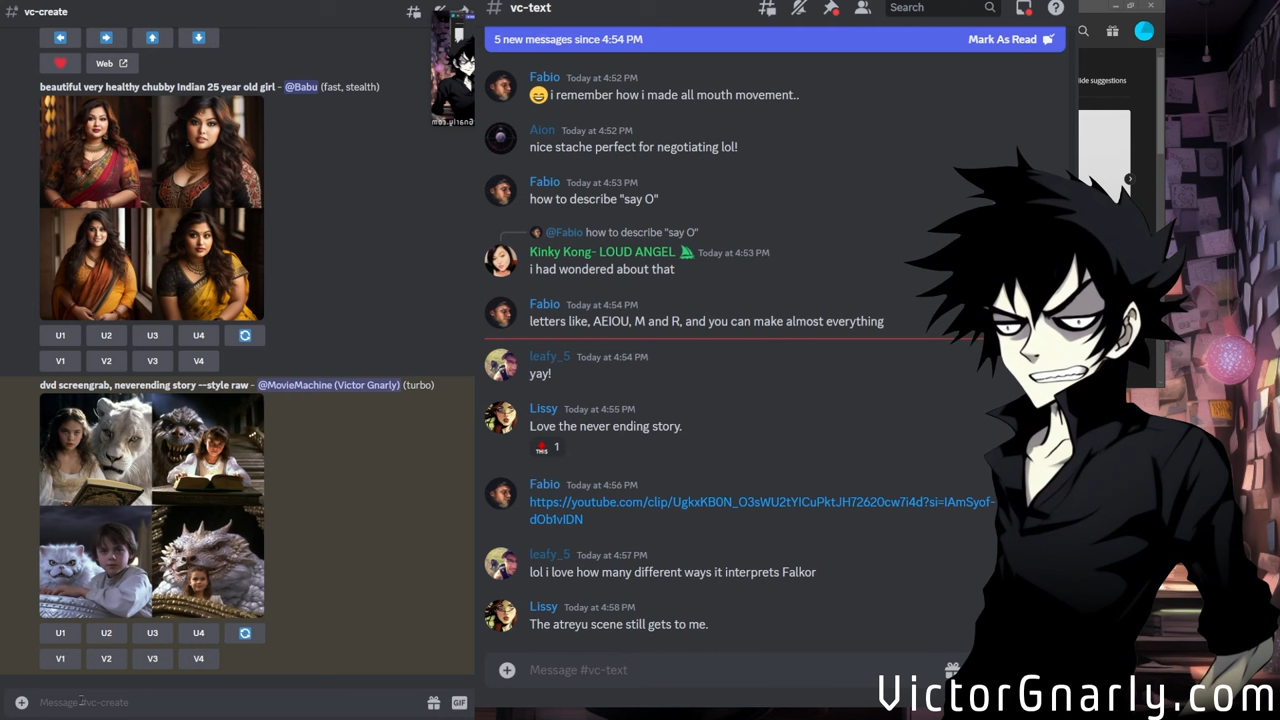 vc-create
Web
beautiful very healthy chubby Indian 25 year old girl - @Babu (fast, stealth)
U1 U2 U3 U4
V1 V2 V3 V4
dvd screengrab, neverending story --style raw - @MovieMachine (Victor Gnarly) (turbo)
U1 U2 U3 U4
V1 V2 V3 V4
Message #vc-create
GIF
vc-text
Search
5 new messages since 4:54 PM
Mark As Read
Fabio Today at 4:52 PM
i remember how i made all mouth movement..
Aion Today at 4:52 PM
nice stache perfect for negotiating lol!
Fabio Today at 4:53 PM
how to describe "say O"
@Fabio how to describe "say O"
Kinky Kong- LOUD ANGEL Today at 4:53 PM
i had wondered about that
Fabio Today at 4:54 PM
letters like, AEIOU, M and R, and you can make almost everything
leafy_5 Today at 4:54 PM
yay!
Lissy Today at 4:55 PM
Love the never ending story.
THIS 1
Fabio Today at 4:56 PM
https://youtube.com/clip/UgkxKB0N_O3sWU2tYICuPktJH72620cw7i4d?si=IAmSyof-
dOb1vIDN
leafy_5 Today at 4:57 PM
lol i love how many different ways it interprets Falkor
Lissy Today at 4:58 PM
The atreyu scene still gets to me.
Message #vc-text
suggestions
VictorGnarly.com